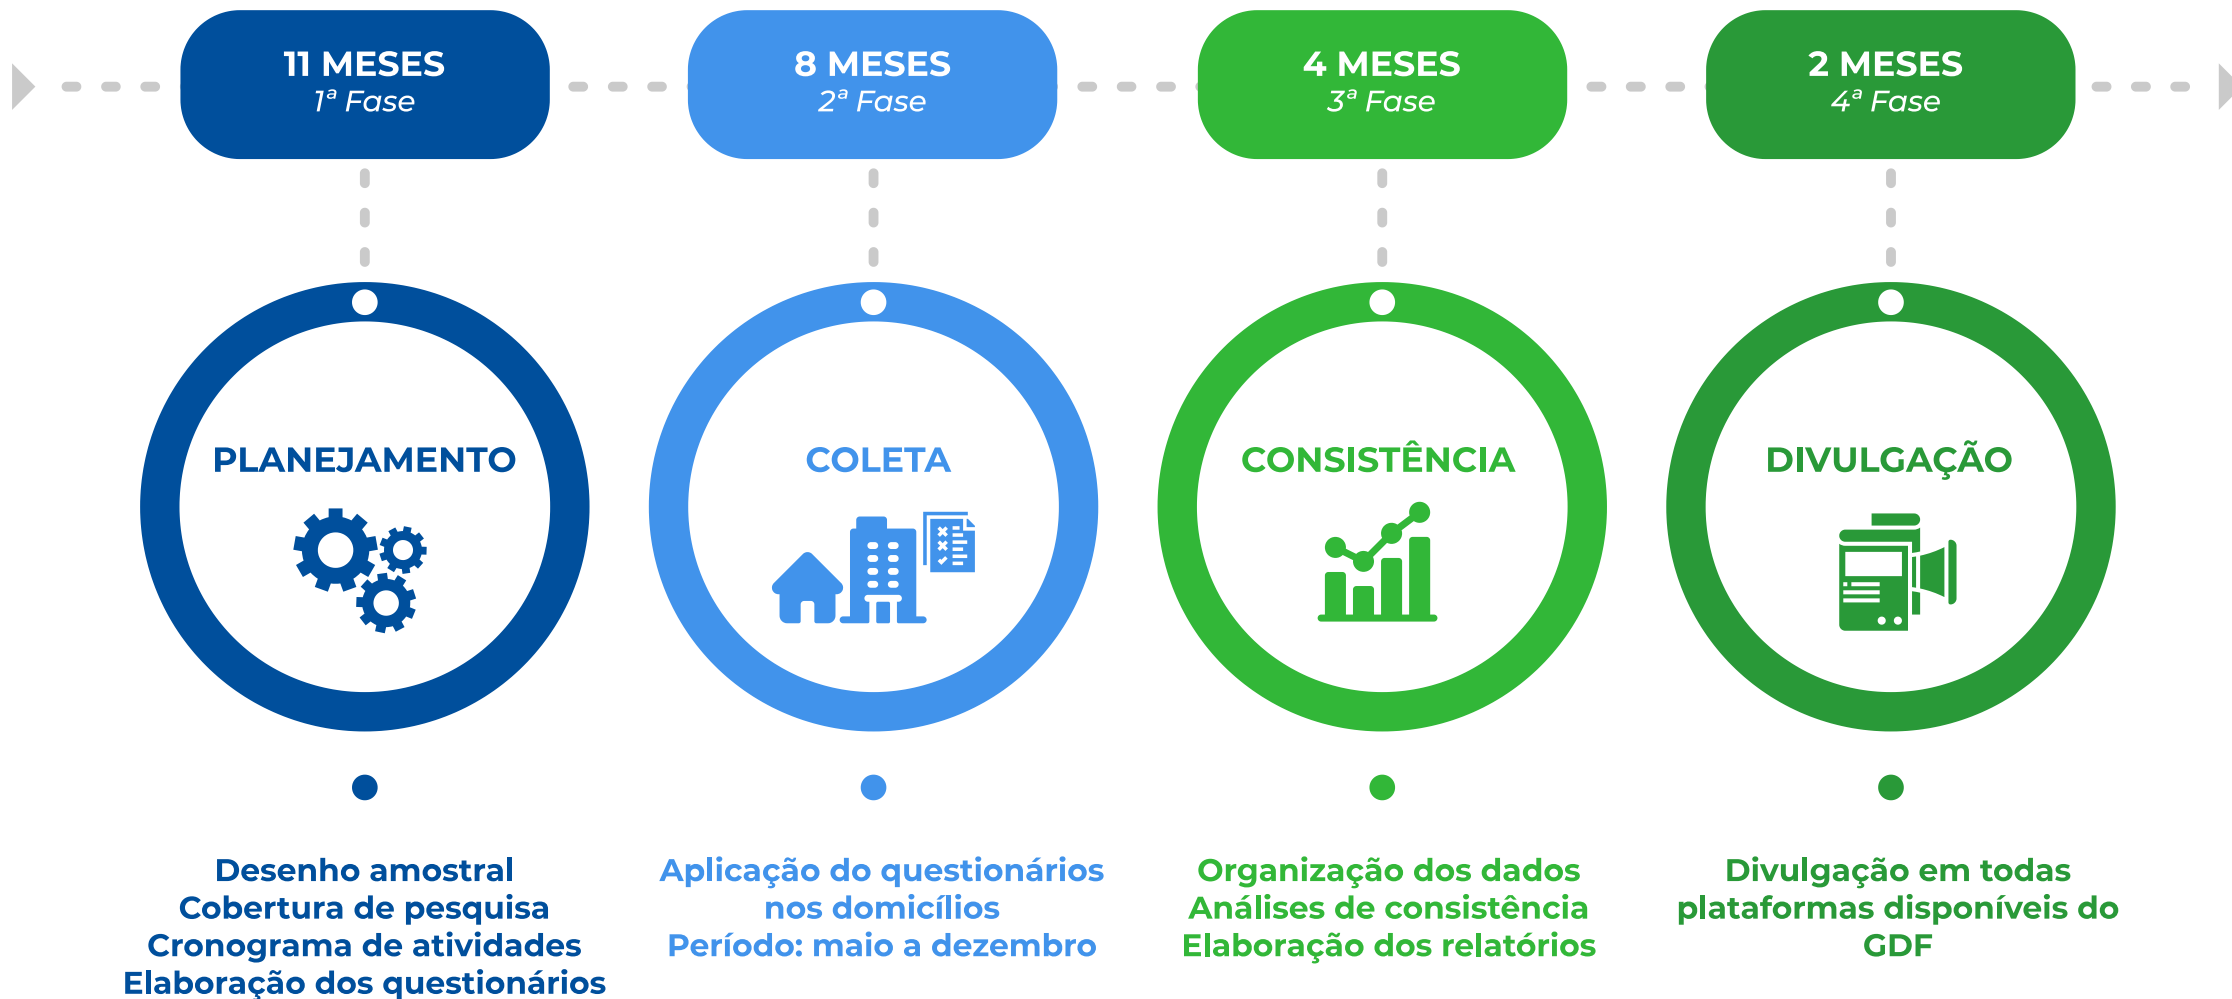 11 MESES
1ª Fase
8 MESES
2ª Fase
4 MESES
3ª Fase
2 MESES
4ª Fase
PLANEJAMENTO
COLETA
CONSISTÊNCIA
DIVULGAÇÃO
Desenho amostral
Cobertura de pesquisa
Cronograma de atividades
Elaboração dos questionários
Aplicação do questionários
nos domicílios
Período: maio a dezembro
Organização dos dados
Análises de consistência
Elaboração dos relatórios
Divulgação em todas
plataformas disponíveis do
GDF